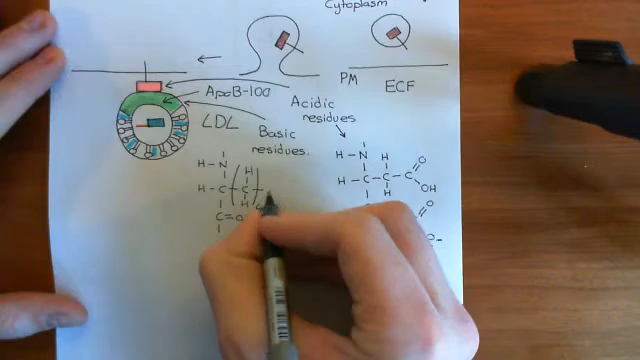 Cytoplasm
PM
ECF
ApoB-100
LDL
Acidic
residues
Basic
residues.
H-N
H
H-C-C-
H
C=O
H-N
H
H-C-C-C
O
OH
H
O
O-